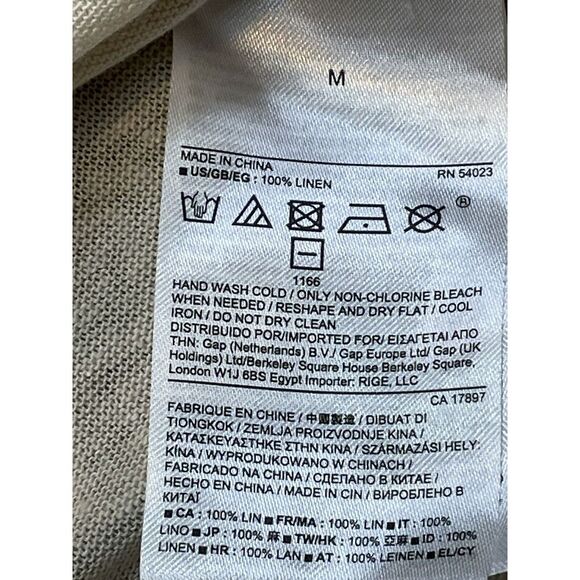 M
MADE IN CHINA RN 54023
■ US/GB/EG : 100% LINEN
®
1166
HAND WASH COLD / ONLY NON-CHLORINE BLEACH
WHEN NEEDED / RESHAPE AND DRY FLAT / COOL
IRON / DO NOT DRY CLEAN
DISTRIBUIDO POR/IMPORTED FOR/ ΕΙΣΑΓΕΤΑΙ ΑΠΟ
ΤΗΝ: Gap (Netherlands) B.V./ Gap Europe Ltd/ Gap (UK
Holdings) Ltd/Berkeley Square House Berkeley Square,
London W1J 6BS Egypt Importer: RIGE, LLC
CA 17897
FABRIQUE EN CHINE / 中國製造 / DIBUAT DI
TIONGKOK / ZEMLJA PROIZVODNJE KINA /
ΚΑΤΑΣΚΕΥΑΣΤΗΚΕ ΣΤΗΝ ΚΙΝΑ / SZÁRMAZÁSI HELY:
KÍNA / WYPRODUKOWANO W CHINACH /
FABRICADO NA CHINA / СДЕЛАНО В КИТАЕ /
HECHO EN CHINA / MADE IN CIN / ВИРОБЛЕНО В
КИТАЇ
■ CA : 100% LIN ■ FR/MA : 100% LIN ■ IT : 100%
LINO ■ JP : 100% 麻 ■ TW/HK : 100% 亞麻 ■ ID : 100%
LINEN ■ HR : 100% LAN ■ AT : 100% LEINEN ■ EL/CY